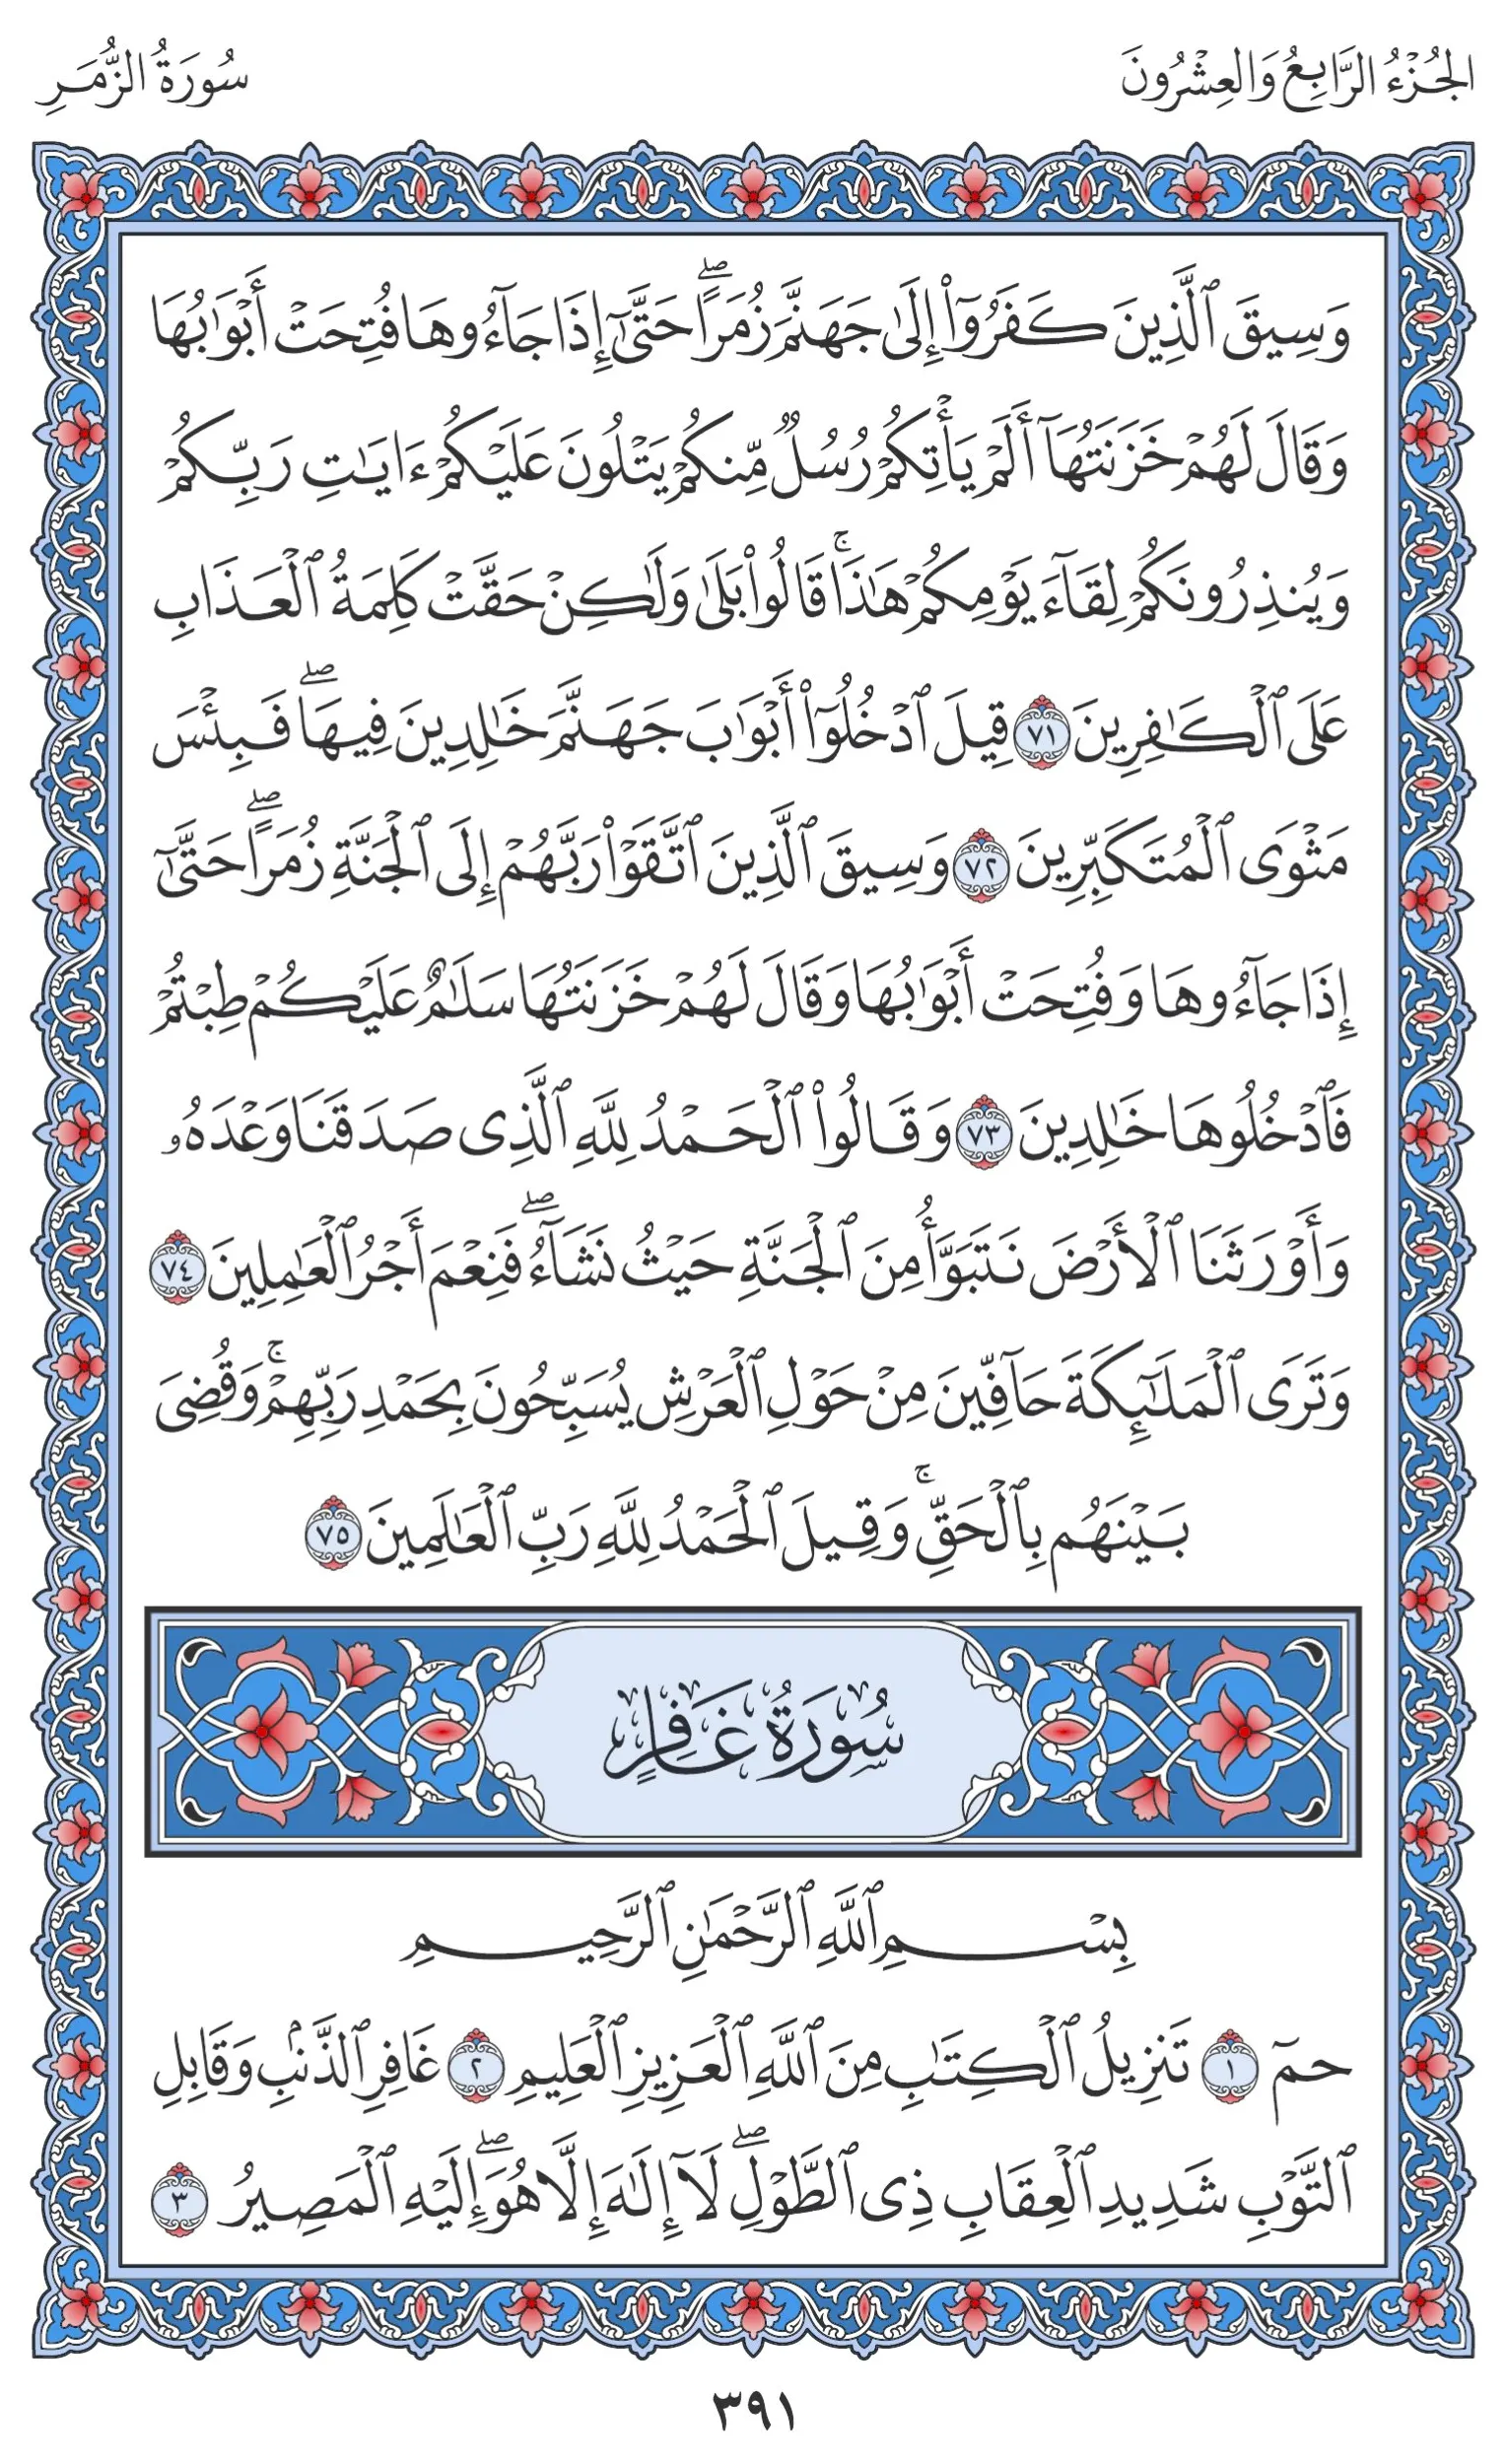 الجُزْءُ الرَّابِعُ وَالعِشْرُونَ
سُورَةُ الزُّمَرِ
وَسِيقَ ٱلَّذِينَ كَفَرُوٓا۟ إِلَىٰ جَهَنَّمَ زُمَرًا ۖ حَتَّىٰٓ إِذَا جَآءُوهَا فُتِحَتْ أَبْوَٰبُهَا
وَقَالَ لَهُمْ خَزَنَتُهَآ أَلَمْ يَأْتِكُمْ رُسُلٌ مِّنكُمْ يَتْلُونَ عَلَيْكُمْ ءَايَـٰتِ رَبِّكُمْ
وَيُنذِرُونَكُمْ لِقَآءَ يَوْمِكُمْ هَـٰذَا ۚ قَالُوا۟ بَلَىٰ وَلَـٰكِنْ حَقَّتْ كَلِمَةُ ٱلْعَذَابِ
عَلَى ٱلْكَـٰفِرِينَ ٧١ قِيلَ ٱدْخُلُوٓا۟ أَبْوَٰبَ جَهَنَّمَ خَـٰلِدِينَ فِيهَا ۖ فَبِئْسَ
مَثْوَى ٱلْمُتَكَبِّرِينَ ٧٢ وَسِيقَ ٱلَّذِينَ ٱتَّقَوْا۟ رَبَّهُمْ إِلَى ٱلْجَنَّةِ زُمَرًا ۖ حَتَّىٰٓ
إِذَا جَآءُوهَا وَفُتِحَتْ أَبْوَٰبُهَا وَقَالَ لَهُمْ خَزَنَتُهَا سَلَـٰمٌ عَلَيْكُمْ طِبْتُمْ
فَٱدْخُلُوهَا خَـٰلِدِينَ ٧٣ وَقَالُوا۟ ٱلْحَمْدُ لِلَّهِ ٱلَّذِى صَدَقَنَا وَعْدَهُۥ
وَأَوْرَثَنَا ٱلْأَرْضَ نَتَبَوَّأُ مِنَ ٱلْجَنَّةِ حَيْثُ نَشَآءُ ۖ فَنِعْمَ أَجْرُ ٱلْعَـٰمِلِينَ ٧٤
وَتَرَى ٱلْمَلَـٰٓئِكَةَ حَآفِّينَ مِنْ حَوْلِ ٱلْعَرْشِ يُسَبِّحُونَ بِحَمْدِ رَبِّهِمْ ۚ وَقُضِىَ
بَيْنَهُم بِٱلْحَقِّ ۚ وَقِيلَ ٱلْحَمْدُ لِلَّهِ رَبِّ ٱلْعَـٰلَمِينَ ٧٥
سُورَةُ غَافِرٍ
بِسْمِ ٱللَّهِ ٱلرَّحْمَـٰنِ ٱلرَّحِيمِ
حمٓ ١ تَنزِيلُ ٱلْكِتَـٰبِ مِنَ ٱللَّهِ ٱلْعَزِيزِ ٱلْعَلِيمِ ٢ غَافِرِ ٱلذَّنۢبِ وَقَابِلِ
ٱلتَّوْبِ شَدِيدِ ٱلْعِقَابِ ذِى ٱلطَّوْلِ ۖ لَآ إِلَـٰهَ إِلَّا هُوَ ۖ إِلَيْهِ ٱلْمَصِيرُ ٣
٣٩١